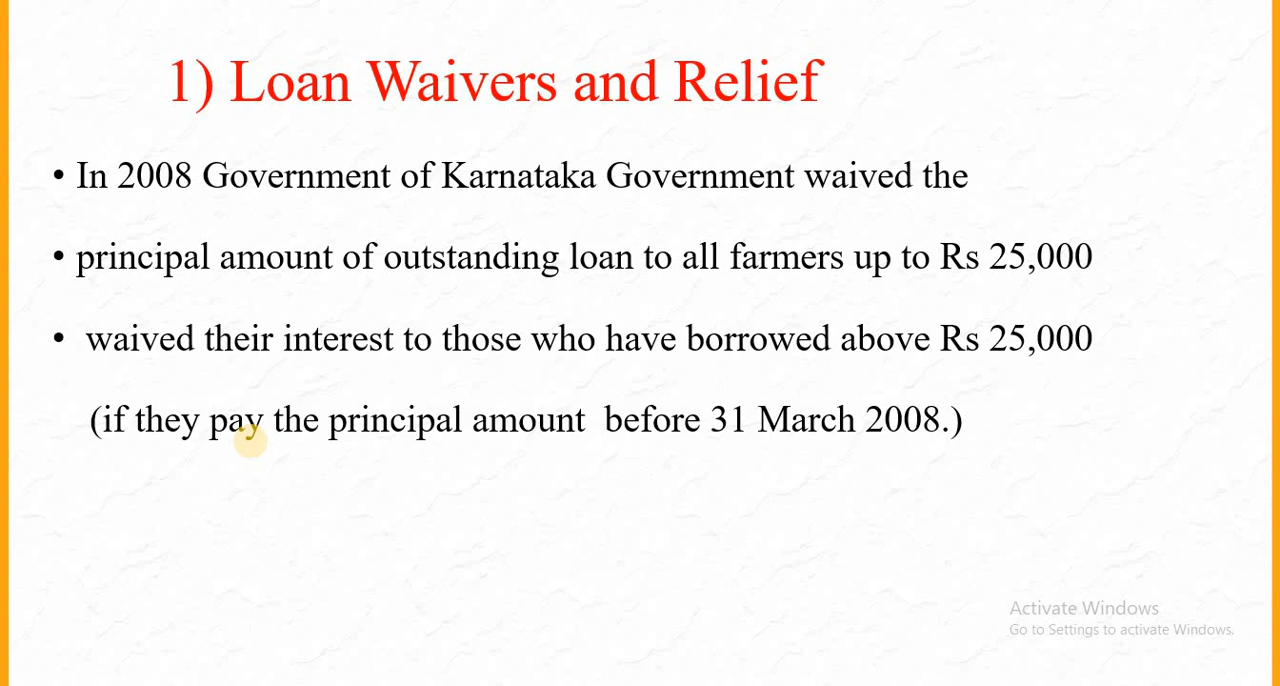 1) Loan Waivers and Relief
• In 2008 Government of Karnataka Government waived the
• principal amount of outstanding loan to all farmers up to Rs 25,000
• waived their interest to those who have borrowed above Rs 25,000
(if they pay the principal amount  before 31 March 2008.)
Activate Windows
Go to Settings to activate Windows.